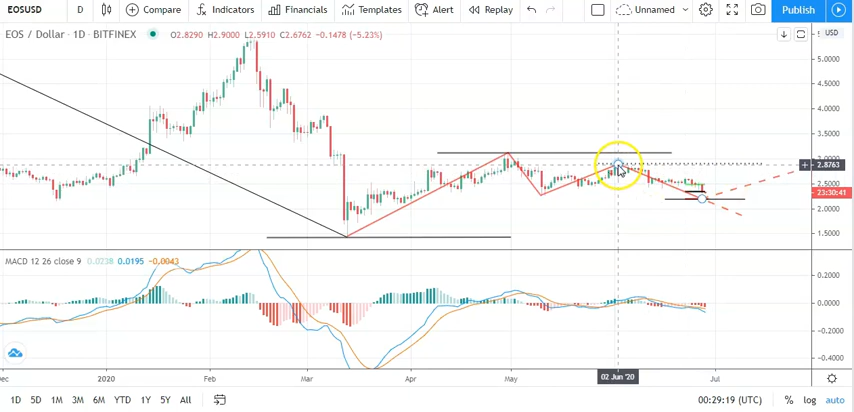 EOSUSD D Compare Indicators Financials Templates Alert Replay Unnamed Publish
EOS / Dollar · 1D · BITFINEX O2.8290 H2.9000 L2.5910 C2.6762 −0.1478 (−5.23%) USD
5.0000
4.5000
4.0000
3.5000
3.0000
2.8763
2.5000
23:30:41
2.0000
1.5000
MACD 12 26 close 9 0.0238 0.0195 −0.0043
0.2000
0.0000
−0.2000
−0.4000
Dec 2020 Feb Mar Apr May 02 Jun '20 Jul
1D 5D 1M 3M 6M YTD 1Y 5Y All 00:29:19 (UTC) % log auto